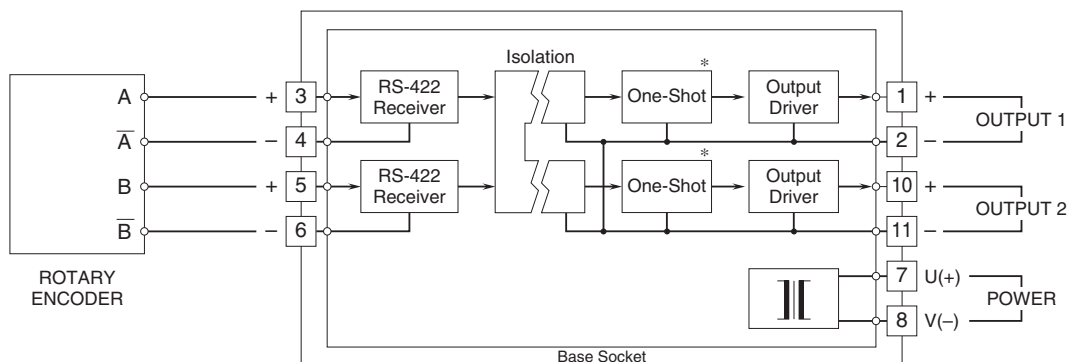 Isolation
A
+
3
RS-422
Receiver
One-Shot
*
Output
Driver
1
+
OUTPUT 1
A̅
−
4
2
−
B
+
5
RS-422
Receiver
One-Shot
*
Output
Driver
10
+
OUTPUT 2
B̅
−
6
11
−
ROTARY
ENCODER
7
U(+)
POWER
8
V(−)
Base Socket